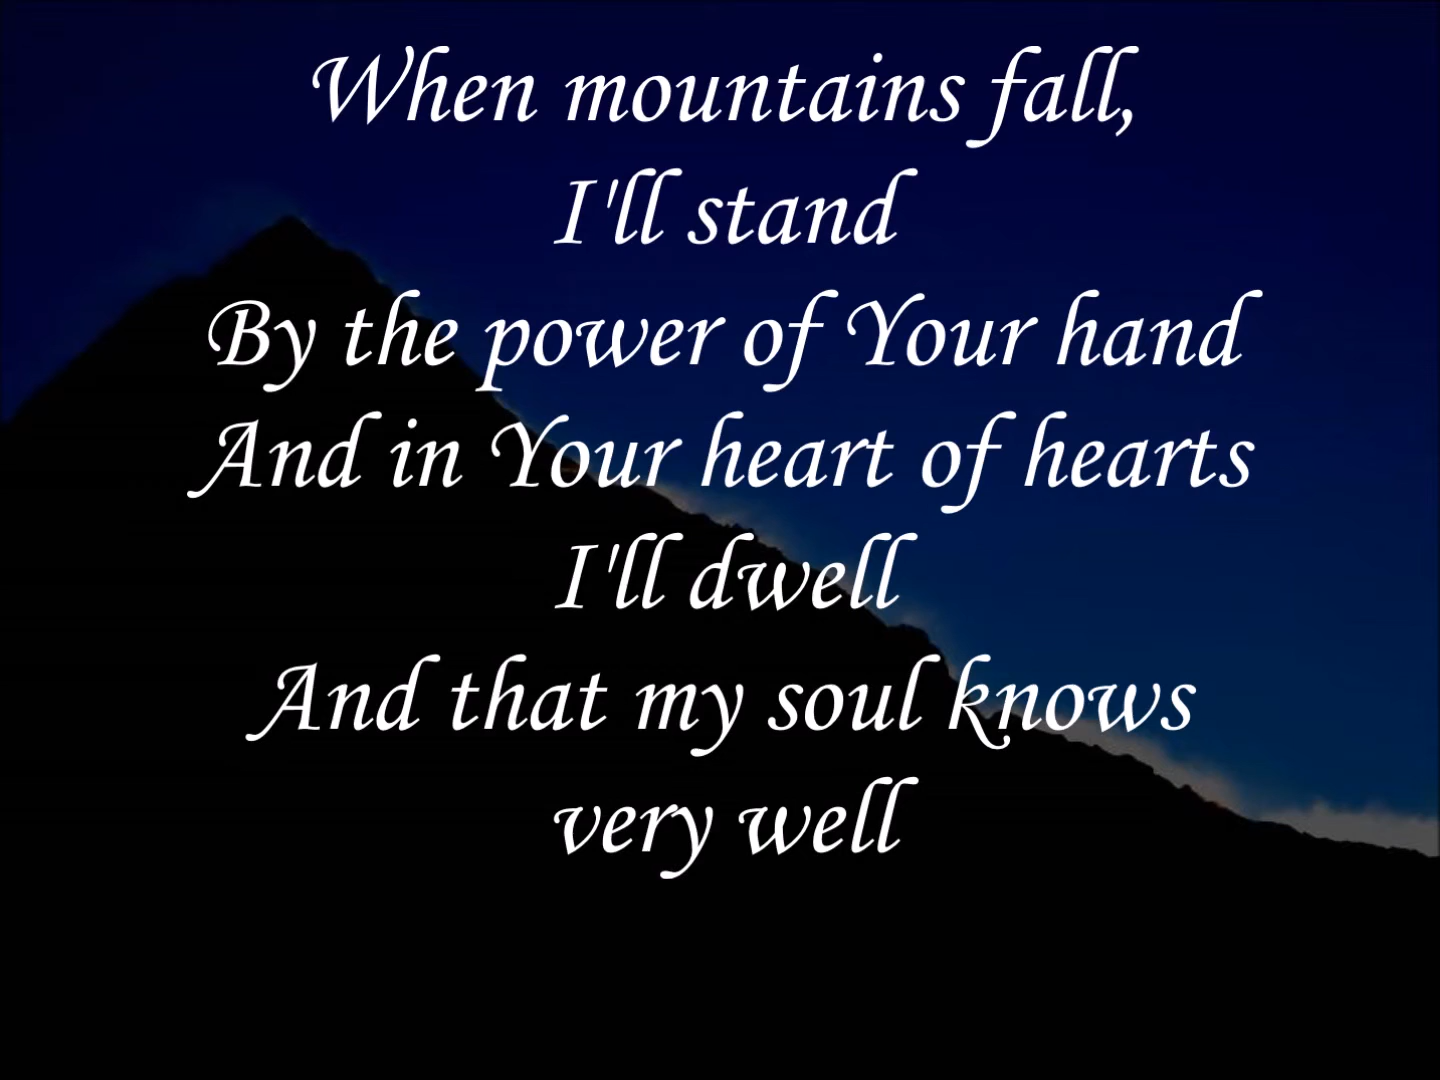 When mountains fall,
I'll stand
By the power of Your hand
And in Your heart of hearts
I'll dwell
And that my soul knows
very well